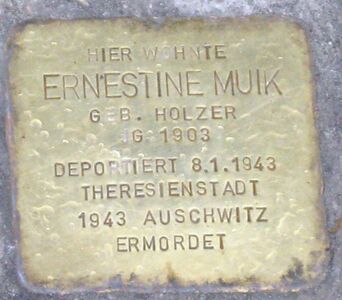 HIER WOHNTE
ERNESTINE MUIK
GEB. HOLZER
JG. 1903
DEPORTIERT 8.1.1943
THERESIENSTADT
1943 AUSCHWITZ
ERMORDET